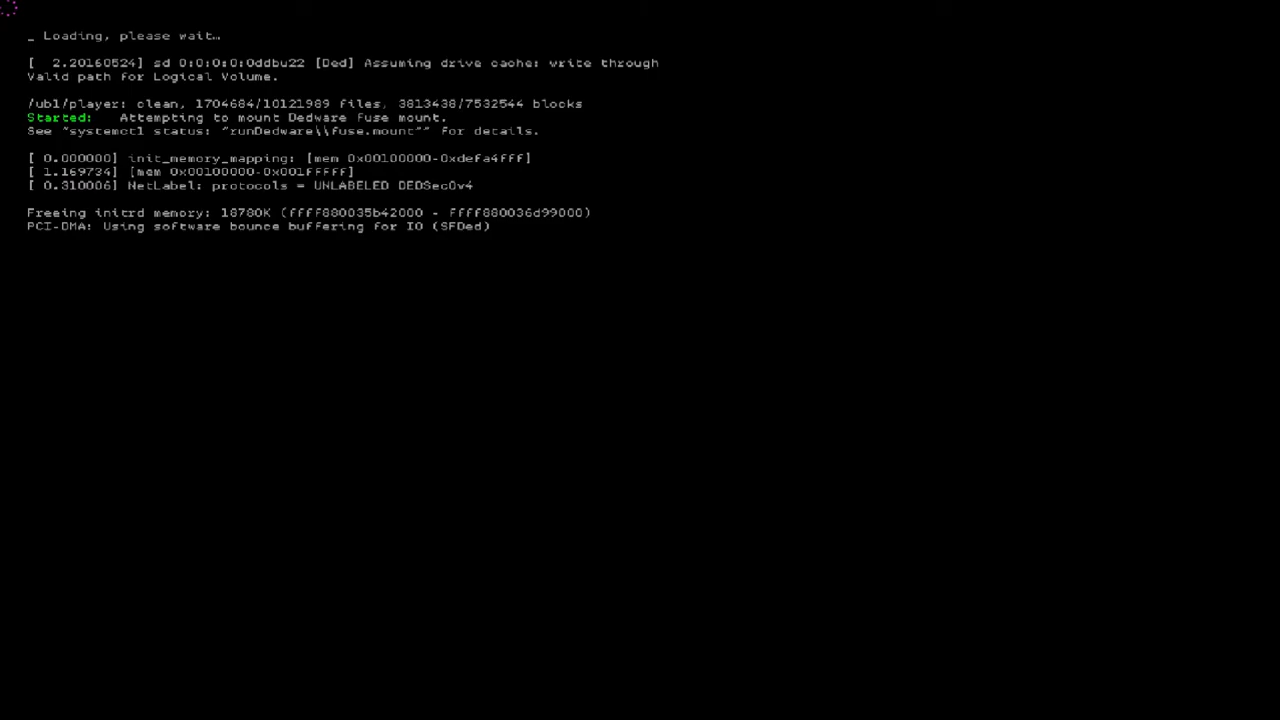 _ Loading, please wait…
[ 2.20160524] sd 0:0:0:0:0ddbu22 [Ded] Assuming drive cache: write through
Valid path for Logical Volume.
/ubl/player: clean, 1704684/10121989 files, 3813438/7532544 blocks
Started: Attempting to mount Dedware Fuse mount.
See "systemctl status: "runDedware\\fuse.mount"" for details.
[ 0.000000] init_memory_mapping: [mem 0x00100000-0xdefa4fff]
[ 1.169734] [mem 0x00100000-0x001fffff]
[ 0.310006] NetLabel: protocols = UNLABELED DEDSecOv4
Freeing initrd memory: 18780K (ffff880035b42000 - ffff880036d99000)
PCI-DMA: Using software bounce buffering for IO (SFDed)